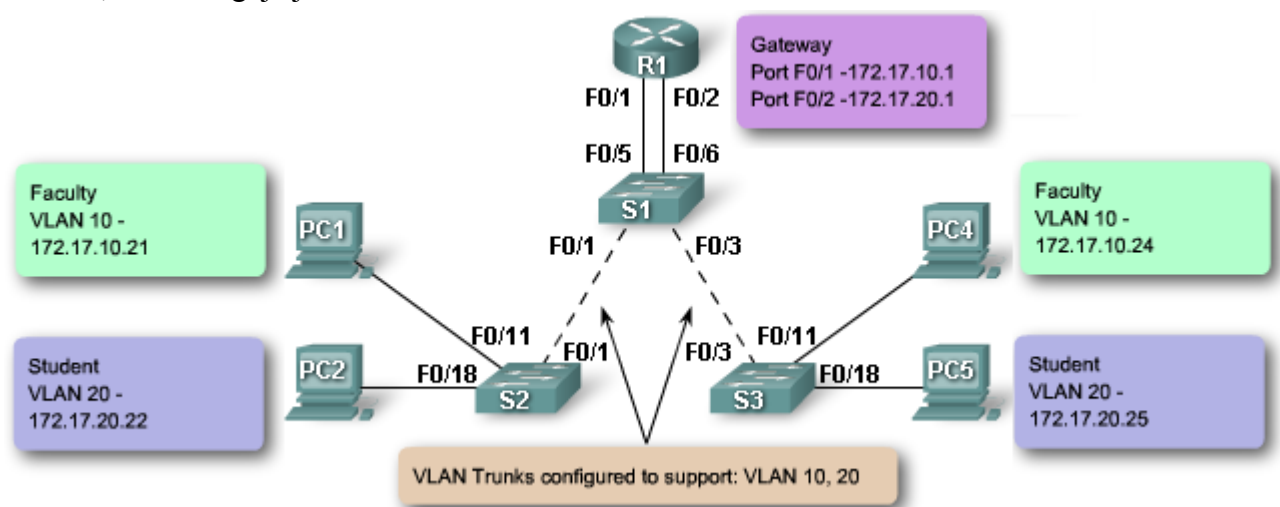 R1
Gateway
Port F0/1 -172.17.10.1
Port F0/2 -172.17.20.1
F0/1
F0/2
F0/5
F0/6
S1
Faculty
VLAN 10 -
172.17.10.21
PC1
F0/1
F0/3
PC4
Faculty
VLAN 10 -
172.17.10.24
Student
VLAN 20 -
172.17.20.22
PC2
F0/11
F0/18
F0/1
S2
F0/3
F0/11
F0/18
S3
PC5
Student
VLAN 20 -
172.17.20.25
VLAN Trunks configured to support: VLAN 10, 20